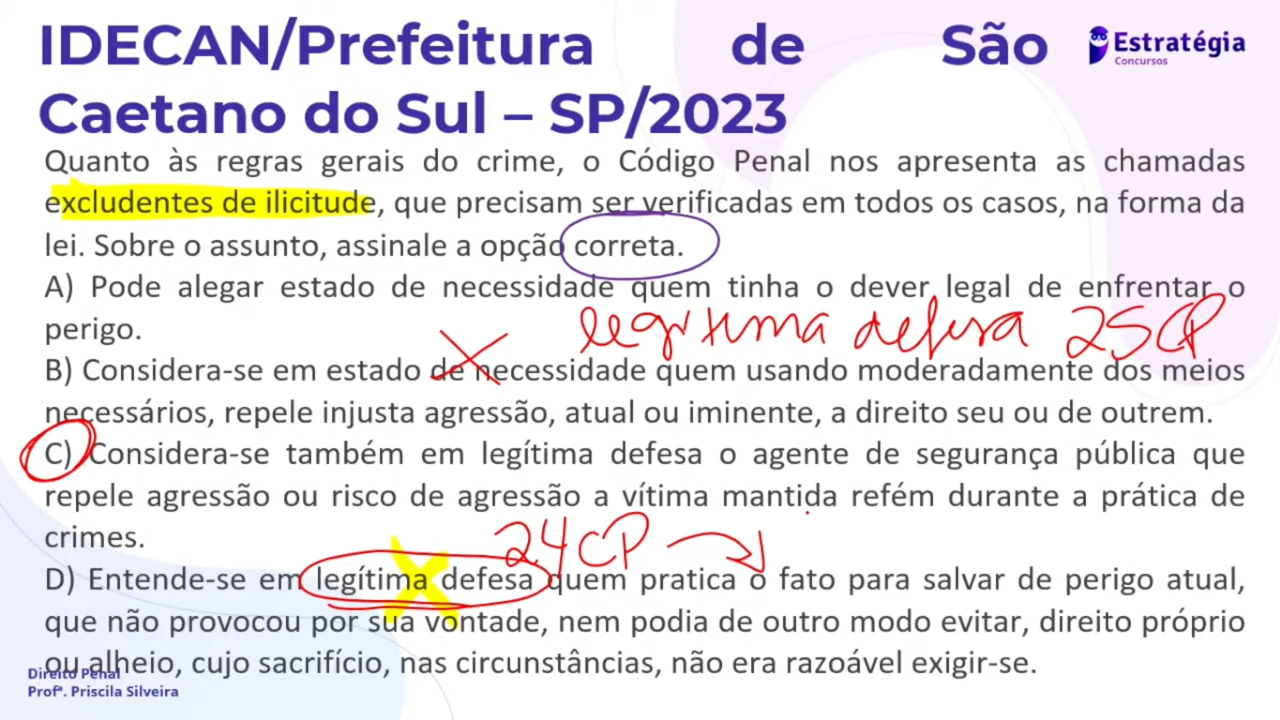 IDECAN/Prefeitura de São
Estratégia
Concursos
Caetano do Sul – SP/2023
Quanto às regras gerais do crime, o Código Penal nos apresenta as chamadas
excludentes de ilicitude, que precisam ser verificadas em todos os casos, na forma da
lei. Sobre o assunto, assinale a opção correta.
A) Pode alegar estado de necessidade quem tinha o dever legal de enfrentar o
perigo.
legitima defesa 25 CP
B) Considera-se em estado de necessidade quem usando moderadamente dos meios
necessários, repele injusta agressão, atual ou iminente, a direito seu ou de outrem.
C) Considera-se também em legítima defesa o agente de segurança pública que
repele agressão ou risco de agressão a vítima mantida refém durante a prática de
crimes.
24 CP
D) Entende-se em legítima defesa quem pratica o fato para salvar de perigo atual,
que não provocou por sua vontade, nem podia de outro modo evitar, direito próprio
ou alheio, cujo sacrifício, nas circunstâncias, não era razoável exigir-se.
Direito Penal
Profª. Priscila Silveira